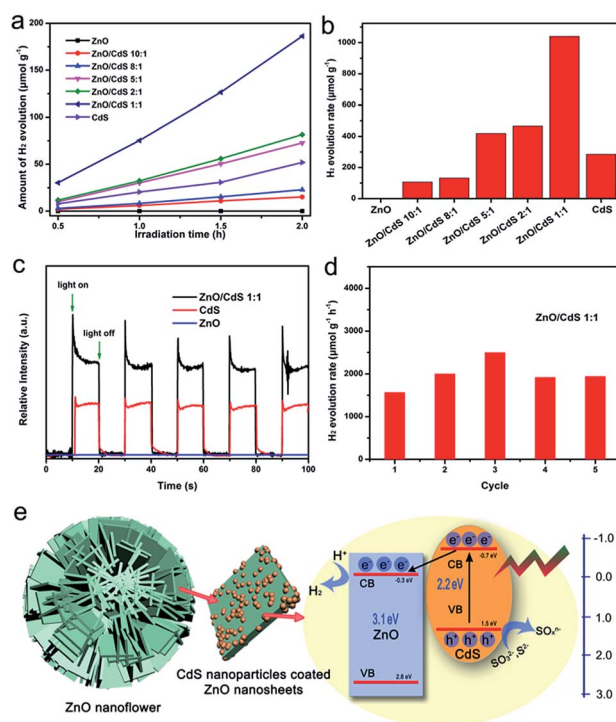 a
Amount of H₂ evolution (μmol g⁻¹)
200
175
150
125
100
75
50
25
0
ZnO
ZnO/CdS 10:1
ZnO/CdS 8:1
ZnO/CdS 5:1
ZnO/CdS 2:1
ZnO/CdS 1:1
CdS
0.5
1.0
1.5
2.0
Irradiation time (h)
b
H₂ evolution rate (μmol g⁻¹)
1000
800
600
400
200
0
ZnO
ZnO/CdS 10:1
ZnO/CdS 8:1
ZnO/CdS 5:1
ZnO/CdS 2:1
ZnO/CdS 1:1
CdS
c
Relative Intensity (a.u.)
light on
light off
ZnO/CdS 1:1
CdS
ZnO
0
20
40
60
80
100
Time (s)
d
H₂ evolution rate (μmol g⁻¹ h⁻¹)
4000
3000
2000
1000
0
ZnO/CdS 1:1
1
2
3
4
5
Cycle
e
ZnO nanoflower
CdS nanoparticles coated
ZnO nanosheets
H⁺
H₂
e⁻ e⁻ e⁻
CB
-0.3 eV
3.1 eV
ZnO
VB
2.8 eV
e⁻ e⁻ e⁻
-0.7 eV
CB
2.2 eV
VB
1.5 eV
h⁺ h⁺ h⁺
CdS
SOₓⁿ⁻
SO₃²⁻, S²⁻
-1.0
0.0
1.0
2.0
3.0